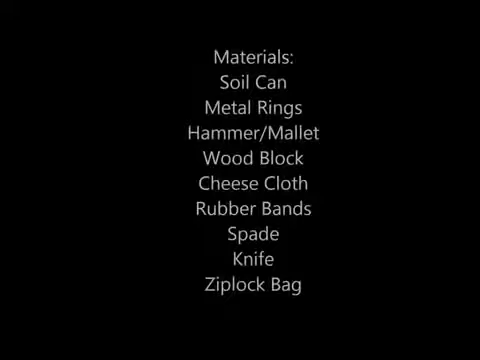 Materials:
Soil Can
Metal Rings
Hammer/Mallet
Wood Block
Cheese Cloth
Rubber Bands
Spade
Knife
Ziplock Bag